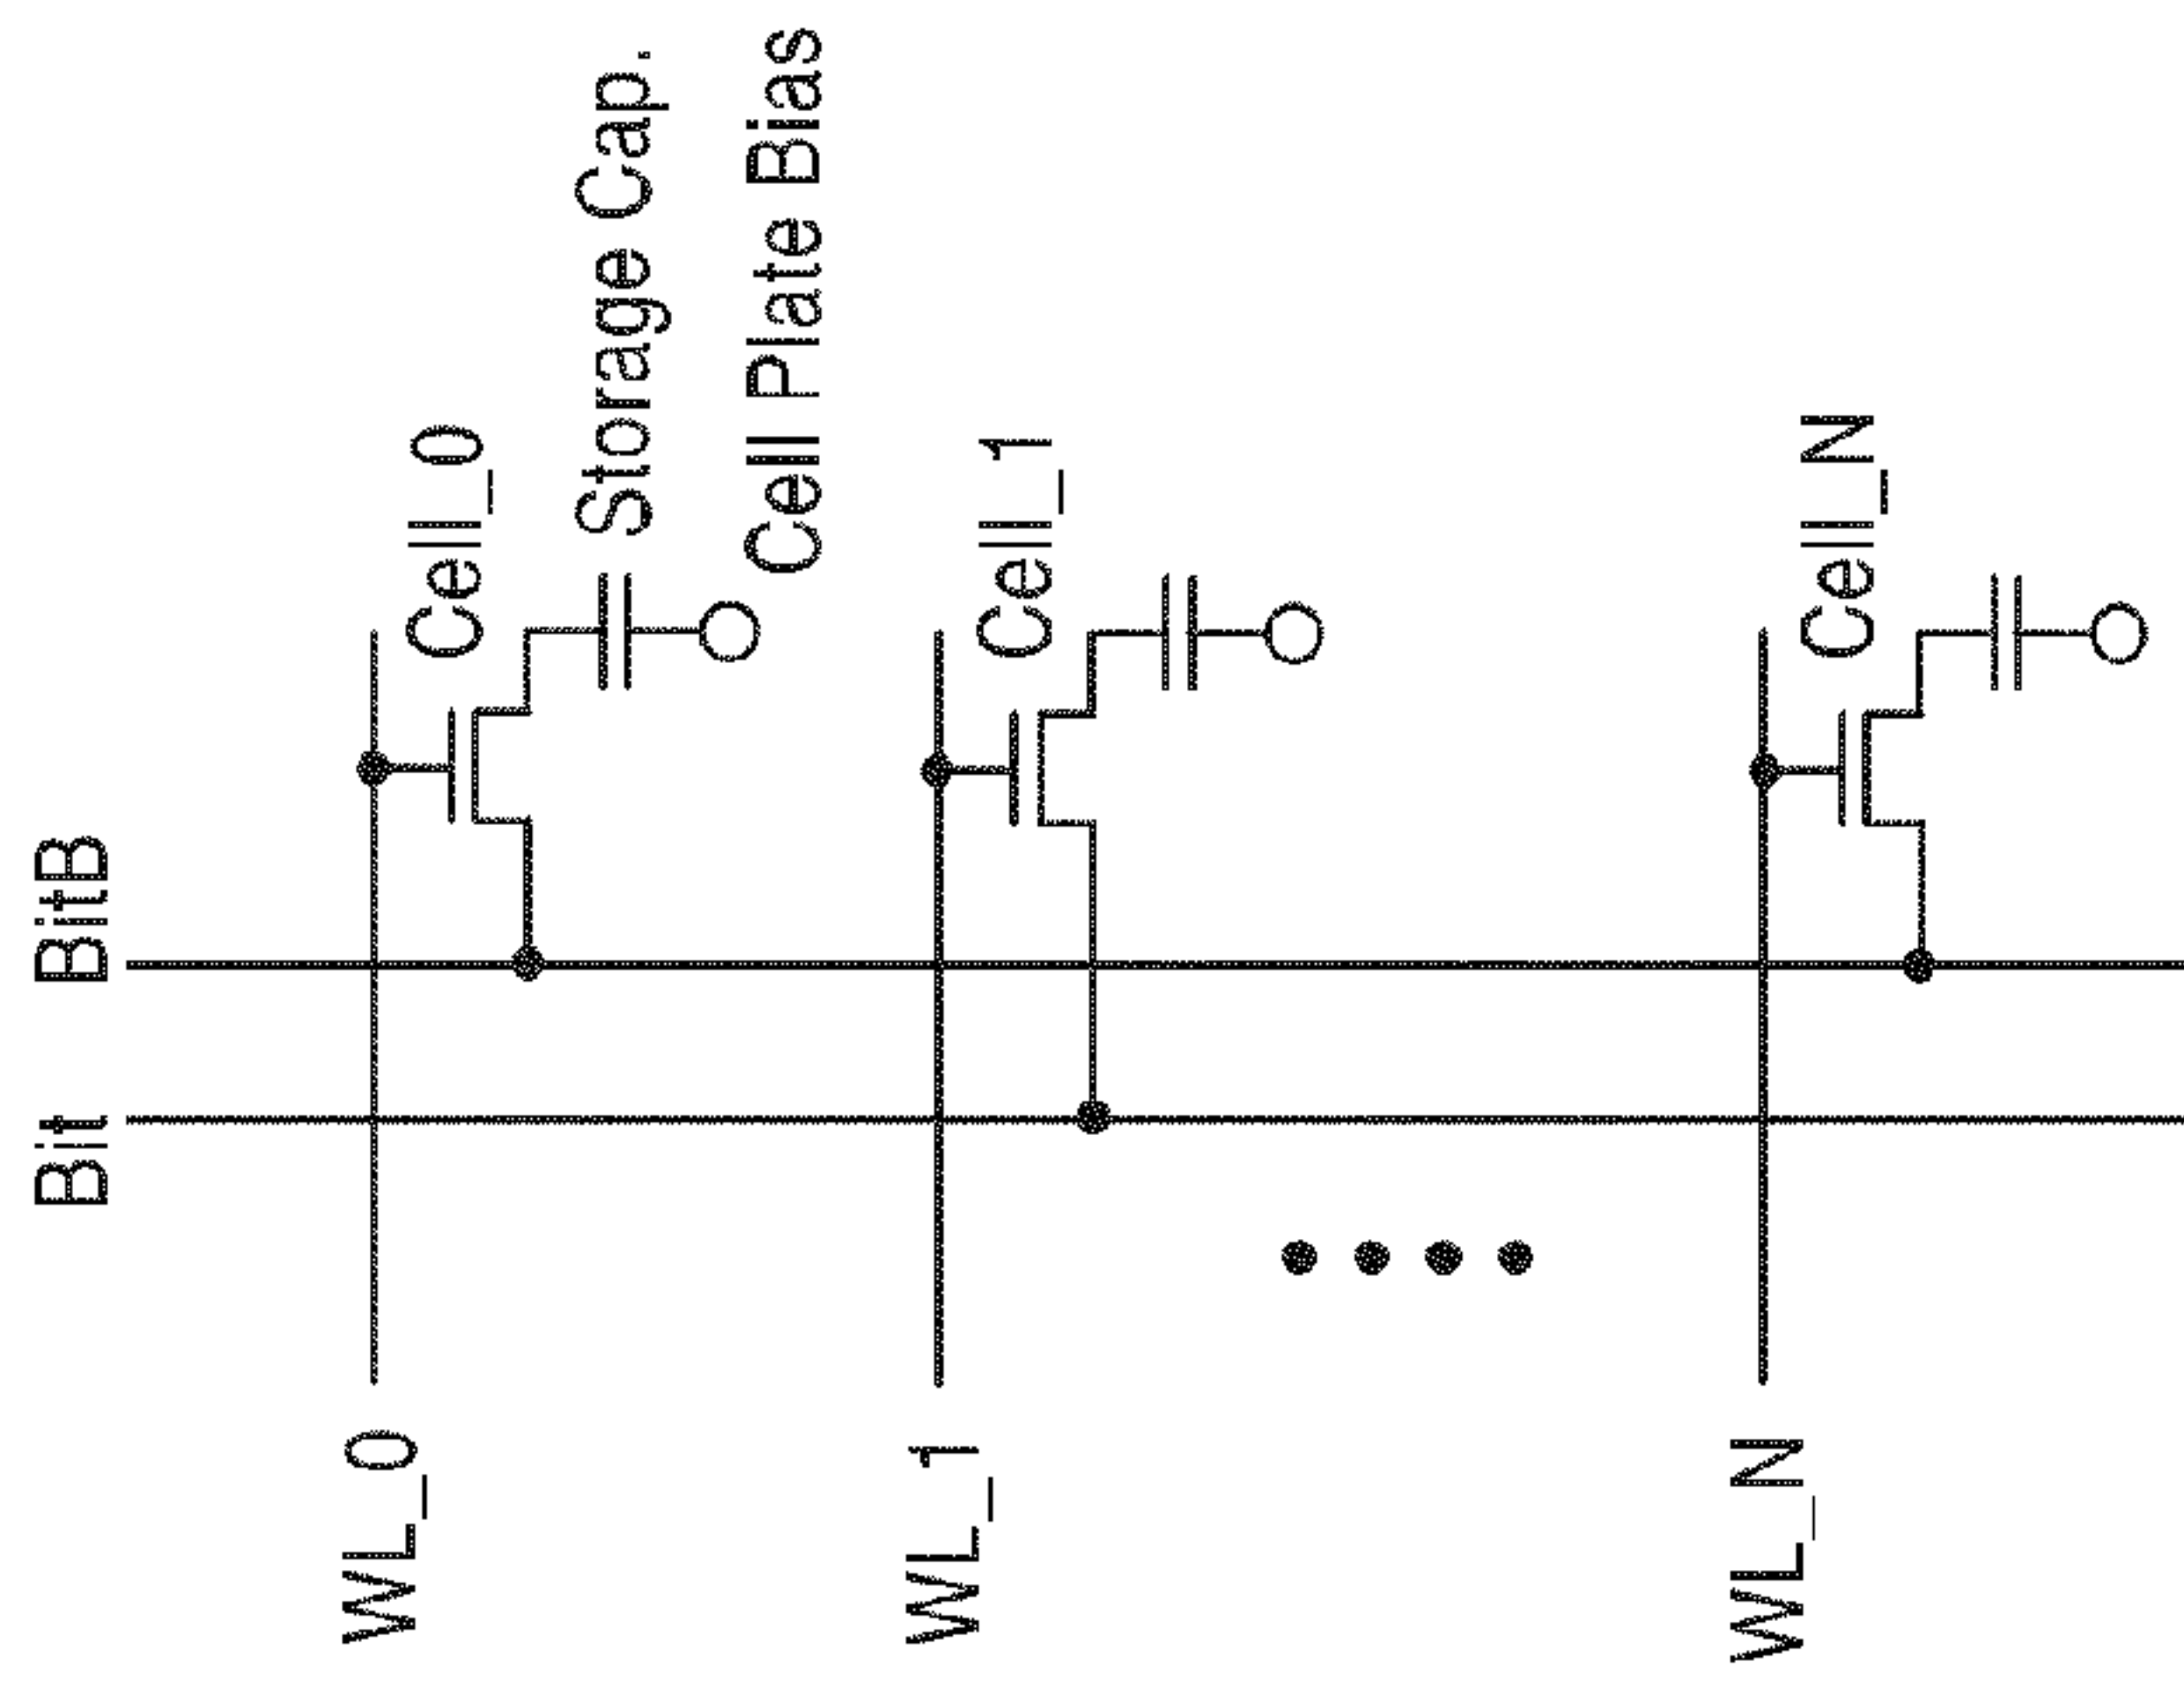 Bit BitB
WL_0 Cell_0
Storage Cap.
Cell Plate Bias
WL_1 Cell_1
WL_N Cell_N